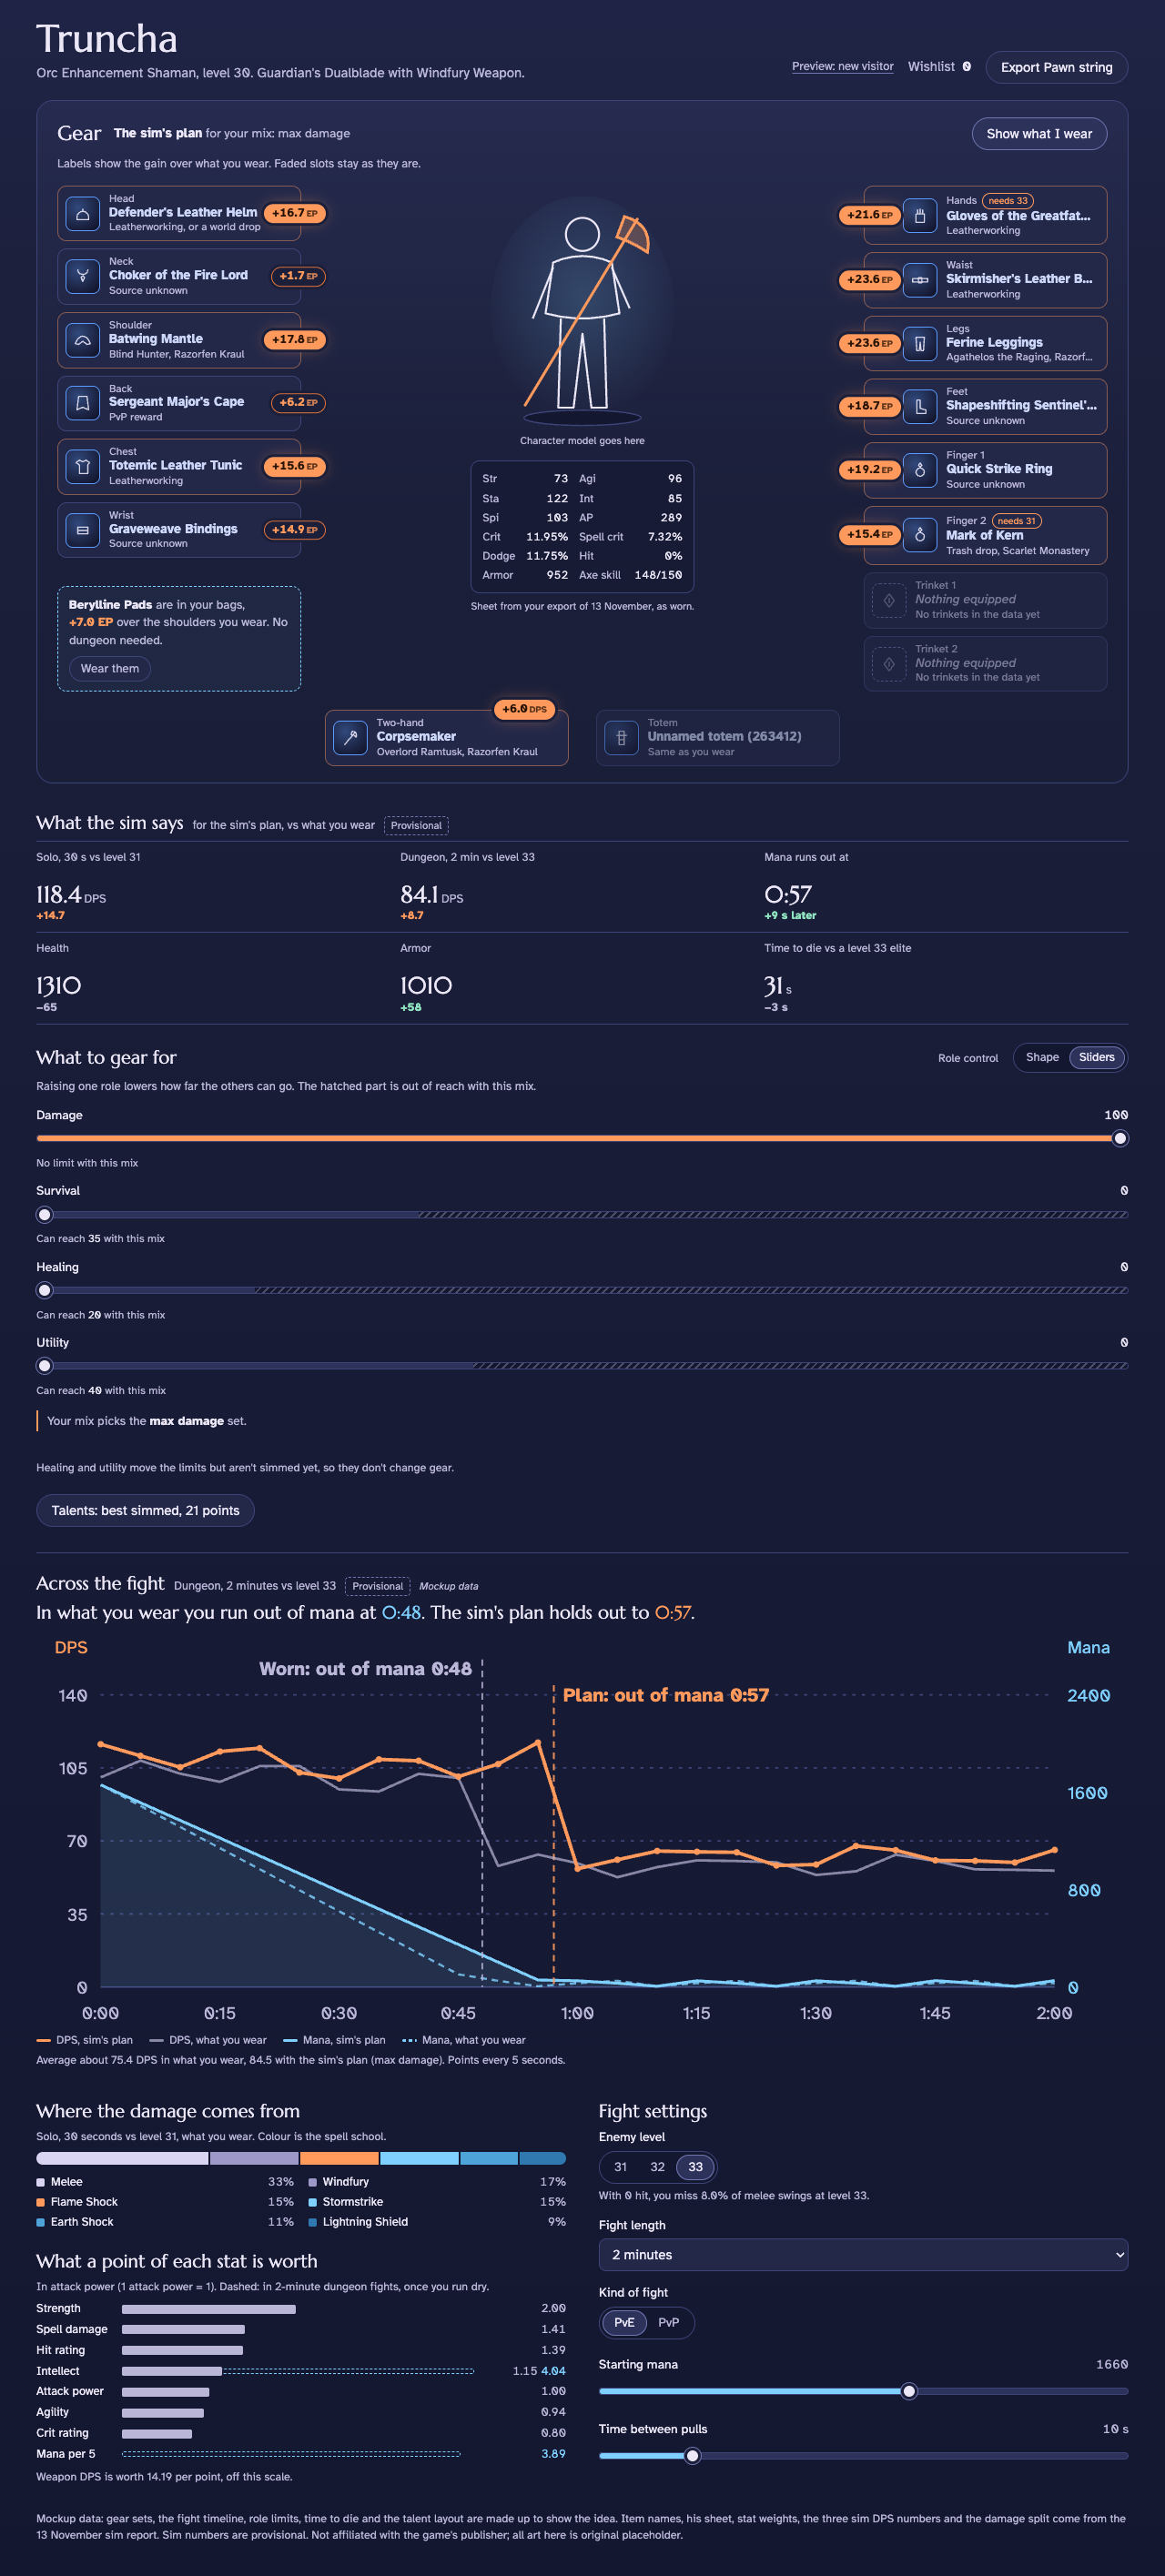 Truncha
Orc Enhancement Shaman, level 30. Guardian's Dualblade with Windfury Weapon.
Preview: new visitor
Wishlist 0
Export Pawn string
Gear The sim's plan for your mix: max damage
Show what I wear
Labels show the gain over what you wear. Faded slots stay as they are.
Head
Defender's Leather Helm
Leatherworking, or a world drop
+16.7 EP
Neck
Choker of the Fire Lord
Source unknown
+1.7 EP
Shoulder
Batwing Mantle
Blind Hunter, Razorfen Kraul
+17.8 EP
Back
Sergeant Major's Cape
PvP reward
+6.2 EP
Chest
Totemic Leather Tunic
Leatherworking
+15.6 EP
Wrist
Graveweave Bindings
Source unknown
+14.9 EP
Berylline Pads are in your bags,
+7.0 EP over the shoulders you wear. No
dungeon needed.
Wear them
Character model goes here
Str 73 Agi 96
Sta 122 Int 85
Spi 103 AP 289
Crit 11.95% Spell crit 7.32%
Dodge 11.75% Hit 0%
Armor 952 Axe skill 148/150
Sheet from your export of 13 November, as worn.
+21.6 EP
Hands needs 33
Gloves of the Greatfat...
Leatherworking
+23.6 EP
Waist
Skirmisher's Leather B...
Leatherworking
+23.6 EP
Legs
Ferine Leggings
Agathelos the Raging, Razorf...
+18.7 EP
Feet
Shapeshifting Sentinel'...
Source unknown
+19.2 EP
Finger 1
Quick Strike Ring
Source unknown
+15.4 EP
Finger 2 needs 31
Mark of Kern
Trash drop, Scarlet Monastery
Trinket 1
Nothing equipped
No trinkets in the data yet
Trinket 2
Nothing equipped
No trinkets in the data yet
+6.0 DPS
Two-hand
Corpsemaker
Overlord Ramtusk, Razorfen Kraul
Totem
Unnamed totem (263412)
Same as you wear
What the sim says for the sim's plan, vs what you wear Provisional
Solo, 30 s vs level 31
118.4 DPS
+14.7
Dungeon, 2 min vs level 33
84.1 DPS
+8.7
Mana runs out at
0:57
+9 s later
Health
1310
−65
Armor
1010
+58
Time to die vs a level 33 elite
31 s
−3 s
What to gear for
Role control Shape Sliders
Raising one role lowers how far the others can go. The hatched part is out of reach with this mix.
Damage 100
No limit with this mix
Survival 0
Can reach 35 with this mix
Healing 0
Can reach 20 with this mix
Utility 0
Can reach 40 with this mix
Your mix picks the max damage set.
Healing and utility move the limits but aren't simmed yet, so they don't change gear.
Talents: best simmed, 21 points
Across the fight Dungeon, 2 minutes vs level 33 Provisional Mockup data
In what you wear you run out of mana at 0:48. The sim's plan holds out to 0:57.
DPS Mana
Worn: out of mana 0:48
Plan: out of mana 0:57
140 2400
105
1600
70
800
35
0 0
0:00 0:15 0:30 0:45 1:00 1:15 1:30 1:45 2:00
DPS, sim's plan DPS, what you wear Mana, sim's plan Mana, what you wear
Average about 75.4 DPS in what you wear, 84.5 with the sim's plan (max damage). Points every 5 seconds.
Where the damage comes from
Solo, 30 seconds vs level 31, what you wear. Colour is the spell school.
Melee 33% Windfury 17%
Flame Shock 15% Stormstrike 15%
Earth Shock 11% Lightning Shield 9%
What a point of each stat is worth
In attack power (1 attack power = 1). Dashed: in 2-minute dungeon fights, once you run dry.
Strength 2.00
Spell damage 1.41
Hit rating 1.39
Intellect 1.15 4.04
Attack power 1.00
Agility 0.94
Crit rating 0.80
Mana per 5 3.89
Weapon DPS is worth 14.19 per point, off this scale.
Fight settings
Enemy level
31 32 33
With 0 hit, you miss 8.0% of melee swings at level 33.
Fight length
2 minutes
Kind of fight
PvE PvP
Starting mana 1660
Time between pulls 10 s
Mockup data: gear sets, the fight timeline, role limits, time to die and the talent layout are made up to show the idea. Item names, his sheet, stat weights, the three sim DPS numbers and the damage split come from the
13 November sim report. Sim numbers are provisional. Not affiliated with the game's publisher; all art here is original placeholder.